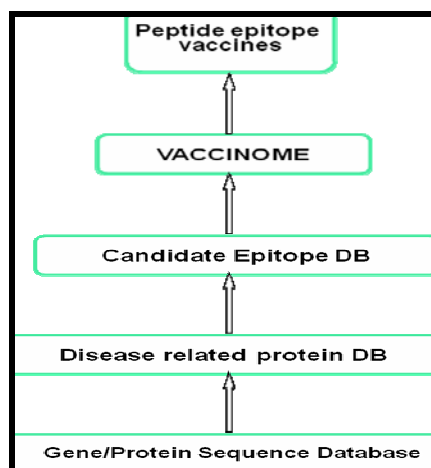 Peptide epitope
vaccines
VACCINOME
Candidate Epitope DB
Disease related protein DB
Gene/Protein Sequence Database